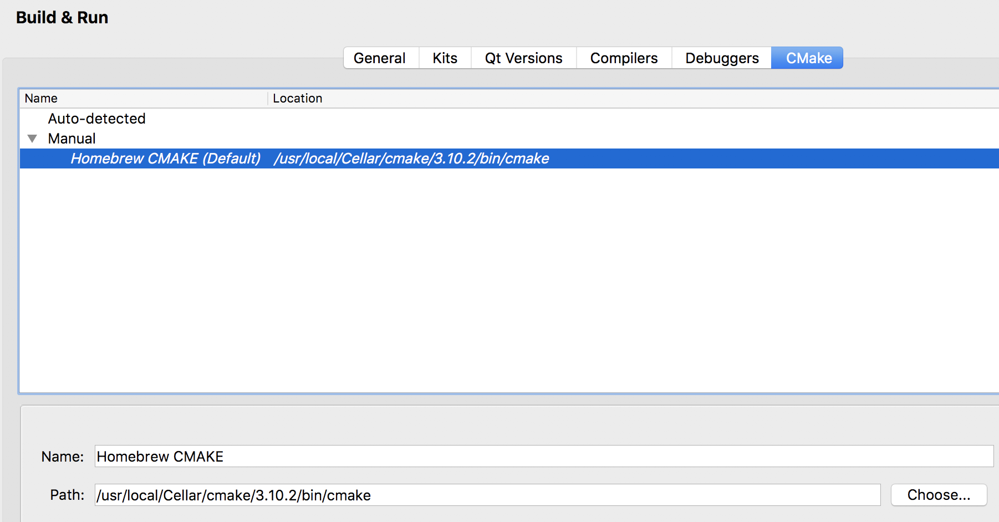 Build & Run
General Kits Qt Versions Compilers Debuggers CMake
Name Location
Auto-detected
Manual
Homebrew CMAKE (Default) /usr/local/Cellar/cmake/3.10.2/bin/cmake
Name: Homebrew CMAKE
Path: /usr/local/Cellar/cmake/3.10.2/bin/cmake Choose...